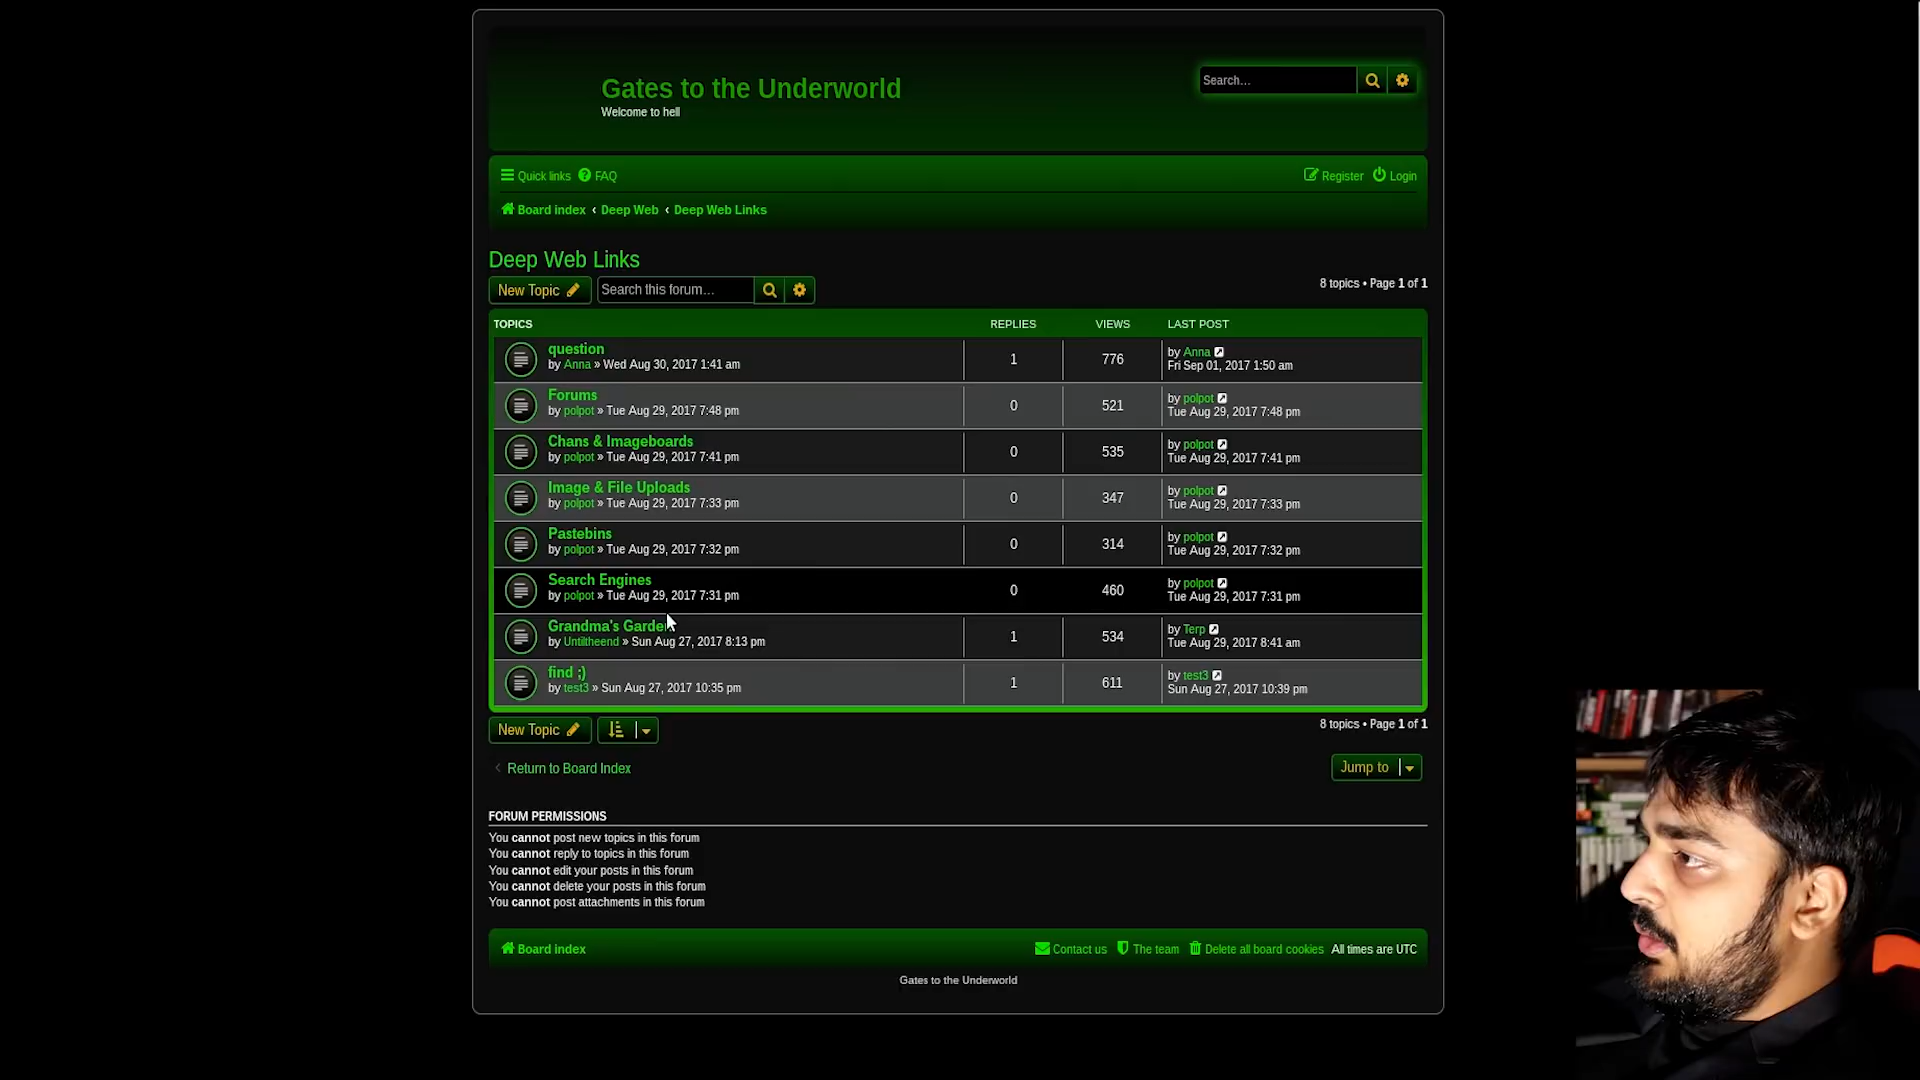 Gates to the Underworld
Welcome to hell
Search…
Quick links FAQ
Register Login
Board index ‹ Deep Web ‹ Deep Web Links
Deep Web Links
New Topic Search this forum…
8 topics • Page 1 of 1
TOPICS REPLIES VIEWS LAST POST
question
by Anna » Wed Aug 30, 2017 1:41 am
1 776
by Anna
Fri Sep 01, 2017 1:50 am
Forums
by polpot » Tue Aug 29, 2017 7:48 pm
0 521
by polpot
Tue Aug 29, 2017 7:48 pm
Chans & Imageboards
by polpot » Tue Aug 29, 2017 7:41 pm
0 535
by polpot
Tue Aug 29, 2017 7:41 pm
Image & File Uploads
by polpot » Tue Aug 29, 2017 7:33 pm
0 347
by polpot
Tue Aug 29, 2017 7:33 pm
Pastebins
by polpot » Tue Aug 29, 2017 7:32 pm
0 314
by polpot
Tue Aug 29, 2017 7:32 pm
Search Engines
by polpot » Tue Aug 29, 2017 7:31 pm
0 460
by polpot
Tue Aug 29, 2017 7:31 pm
Grandma's Garden
by Untiltheend » Sun Aug 27, 2017 8:13 pm
1 534
by Terp
Tue Aug 29, 2017 8:41 am
find ;)
by test3 » Sun Aug 27, 2017 10:35 pm
1 611
by test3
Sun Aug 27, 2017 10:39 pm
New Topic
8 topics • Page 1 of 1
Return to Board Index
Jump to
FORUM PERMISSIONS
You cannot post new topics in this forum
You cannot reply to topics in this forum
You cannot edit your posts in this forum
You cannot delete your posts in this forum
You cannot post attachments in this forum
Board index
Contact us The team Delete all board cookies All times are UTC
Gates to the Underworld